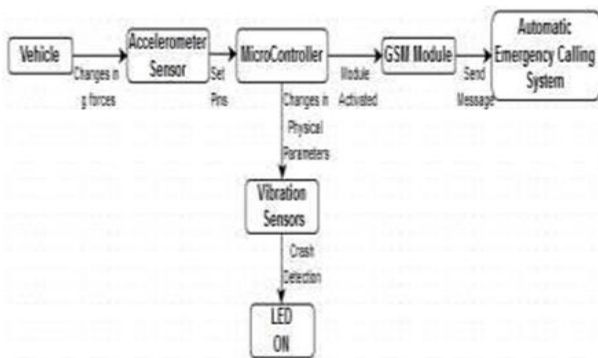 Vehicle
Changes in
g forces
Accelerometer
Sensor
Set
Pins
MicroController
Module
Activated
GSM Module
Send
Message
Automatic
Emergency Calling
System
Changes in
Physical
Parameters
Vibration
Sensors
Crash
Detection
LED
ON